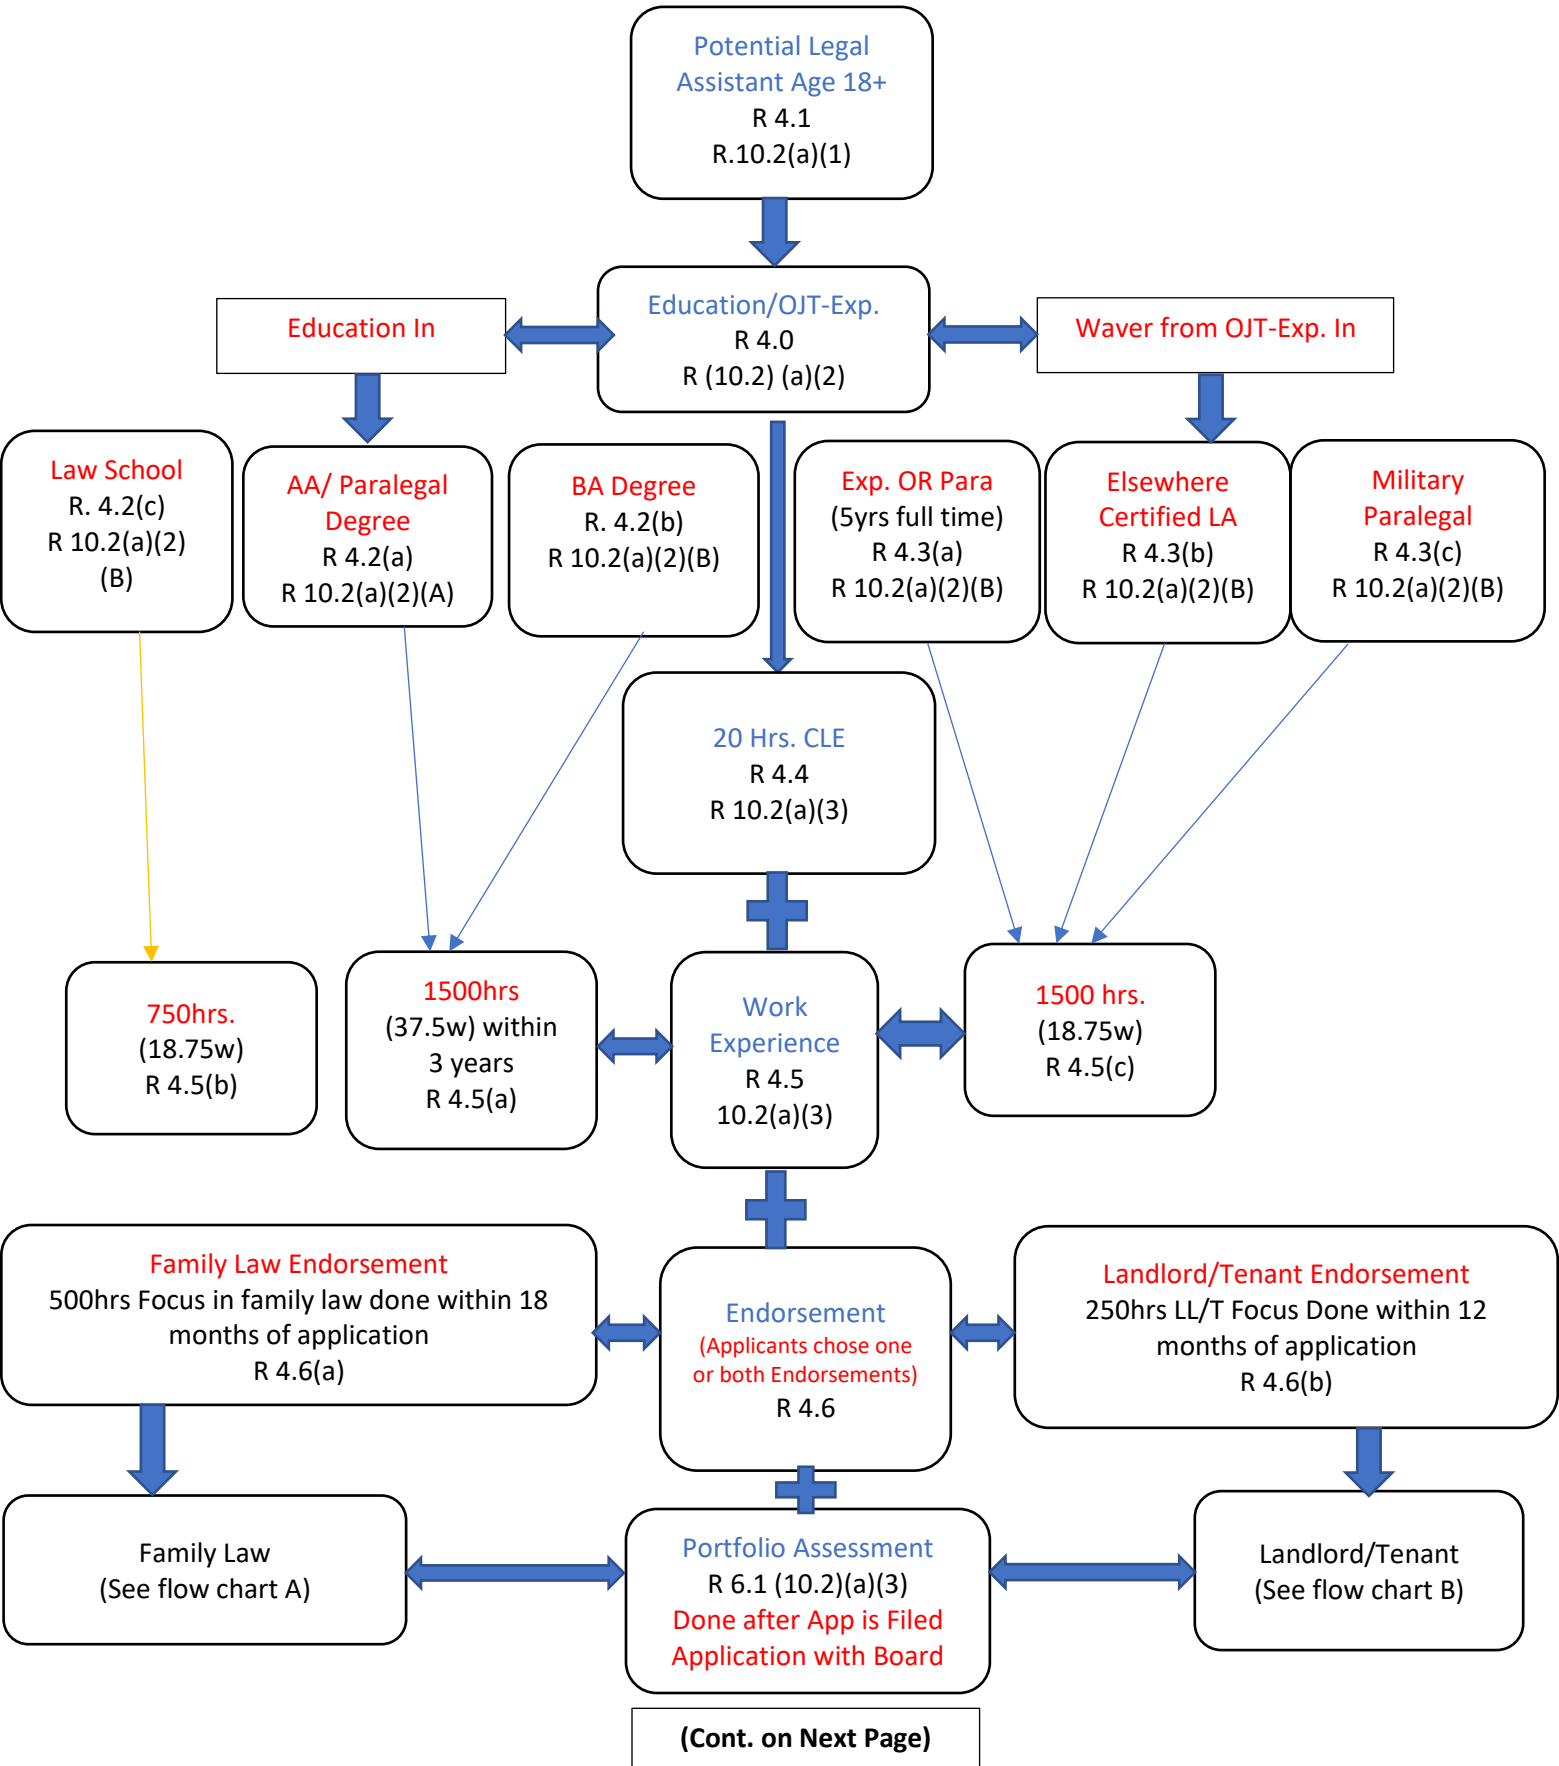 Potential Legal
Assistant Age 18+
R 4.1
R.10.2(a)(1)
Education In
Education/OJT-Exp.
R 4.0
R (10.2) (a)(2)
Waver from OJT-Exp. In
Law School
R. 4.2(c)
R 10.2(a)(2)
(B)
AA/ Paralegal
Degree
R 4.2(a)
R 10.2(a)(2)(A)
BA Degree
R. 4.2(b)
R 10.2(a)(2)(B)
Exp. OR Para
(5yrs full time)
R 4.3(a)
R 10.2(a)(2)(B)
Elsewhere
Certified LA
R 4.3(b)
R 10.2(a)(2)(B)
Military
Paralegal
R 4.3(c)
R 10.2(a)(2)(B)
20 Hrs. CLE
R 4.4
R 10.2(a)(3)
750hrs.
(18.75w)
R 4.5(b)
1500hrs
(37.5w) within
3 years
R 4.5(a)
Work
Experience
R 4.5
10.2(a)(3)
1500 hrs.
(18.75w)
R 4.5(c)
Family Law Endorsement
500hrs Focus in family law done within 18
months of application
R 4.6(a)
Endorsement
(Applicants chose one
or both Endorsements)
R 4.6
Landlord/Tenant Endorsement
250hrs LL/T Focus Done within 12
months of application
R 4.6(b)
Family Law
(See flow chart A)
Portfolio Assessment
R 6.1 (10.2)(a)(3)
Done after App is Filed
Application with Board
Landlord/Tenant
(See flow chart B)
(Cont. on Next Page)